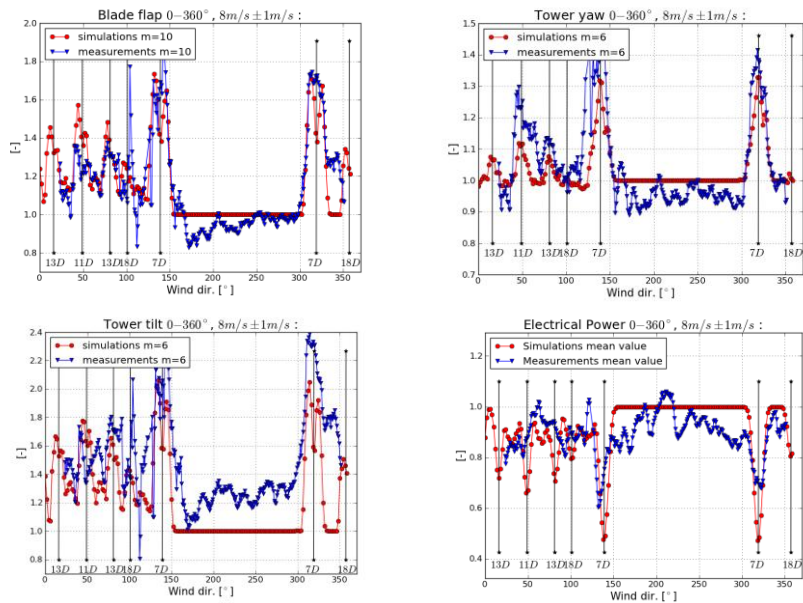 Blade flap 0−360°, 8m/s±1m/s :
simulations m=10
measurements m=10
2.0
1.8
1.6
1.4
1.2
1.0
0.8
[-]
13D 11D 13D 18D 7D 7D 18D
0 50 100 150 200 250 300 350
Wind dir. [°]
Tower yaw 0−360°, 8m/s±1m/s :
simulations m=6
measurements m=6
1.5
1.4
1.3
1.2
1.1
1.0
0.9
0.8
0.7
[-]
13D 11D 13D 18D 7D 7D 18D
0 50 100 150 200 250 300 350
Wind dir. [°]
Tower tilt 0−360°, 8m/s±1m/s :
simulations m=6
measurements m=6
2.4
2.2
2.0
1.8
1.6
1.4
1.2
1.0
0.8
[-]
13D 11D 13D 18D 7D 7D 18D
0 50 100 150 200 250 300 350
Wind dir. [°]
Electrical Power 0−360°, 8m/s±1m/s :
Simulations mean value
Measurements mean value
1.2
1.0
0.8
0.6
0.4
[-]
13D 11D 13D 18D 7D 7D 18D
0 50 100 150 200 250 300 350
Wind dir. [°]